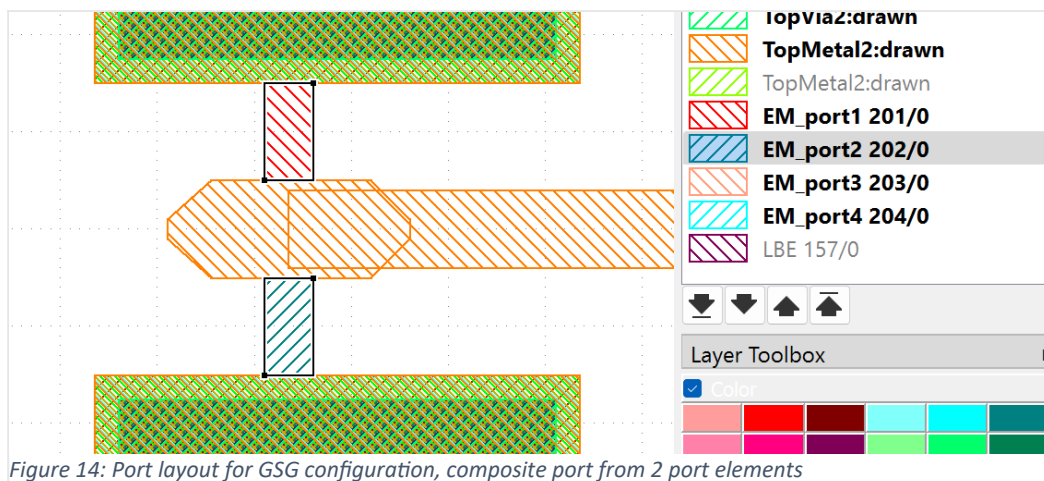 TopVia2:drawn
TopMetal2:drawn
TopMetal2:drawn
EM_port1 201/0
EM_port2 202/0
EM_port3 203/0
EM_port4 204/0
LBE 157/0
Layer Toolbox
Color
Figure 14: Port layout for GSG configuration, composite port from 2 port elements